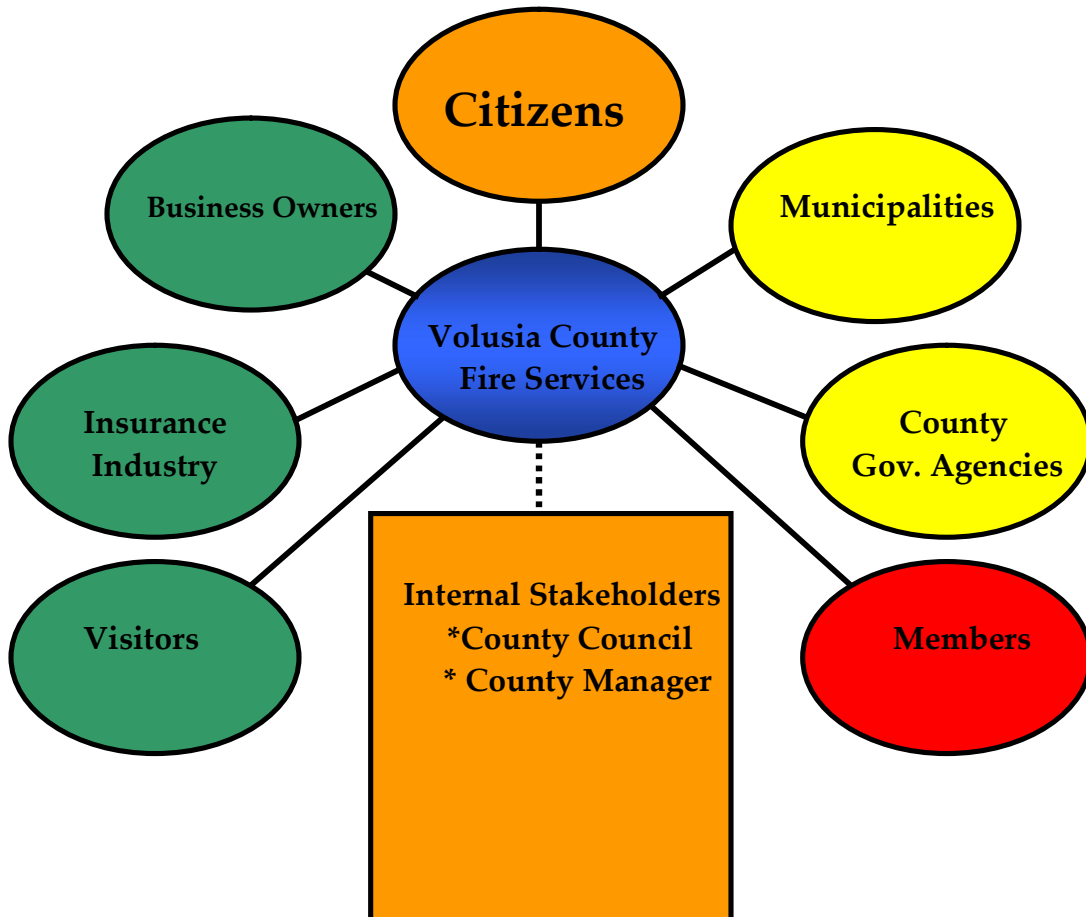 Citizens
Business Owners
Municipalities
Volusia County
Fire Services
Insurance
Industry
County
Gov. Agencies
Internal Stakeholders
*County Council
* County Manager
Visitors
Members